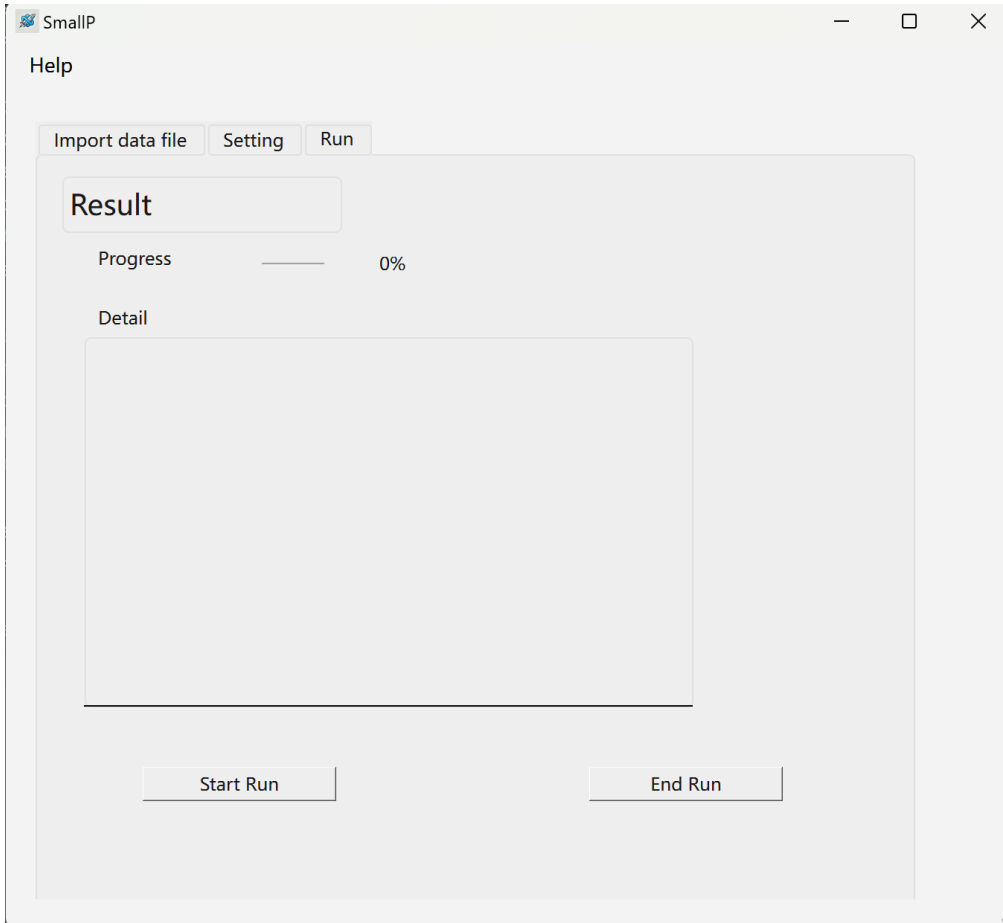 SmallP
Help
Import data file Setting Run
Result
Progress 0%
Detail
Start Run End Run